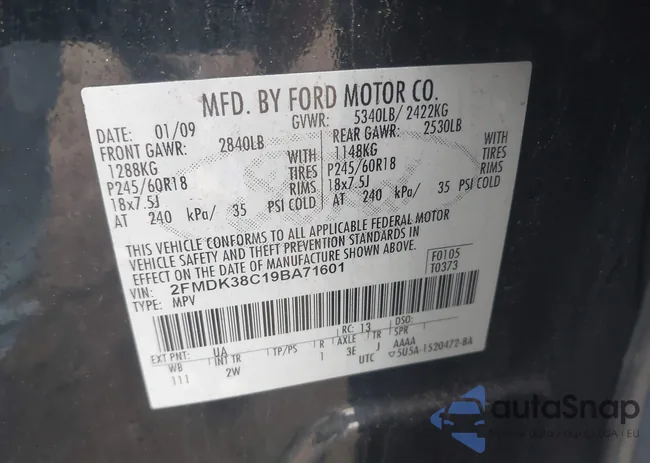 MFD. BY FORD MOTOR CO.
DATE: 01/09 GVWR: 5340LB/ 2422KG
FRONT GAWR: 2840LB REAR GAWR: 2530LB
1288KG WITH 1148KG WITH
P245/60R18 TIRES P245/60R18 TIRES
18x7.5J RIMS 18x7.5J RIMS
AT 240 kPa/ 35 PSI COLD AT 240 kPa/ 35 PSI COLD
THIS VEHICLE CONFORMS TO ALL APPLICABLE FEDERAL MOTOR
VEHICLE SAFETY AND THEFT PREVENTION STANDARDS IN
EFFECT ON THE DATE OF MANUFACTURE SHOWN ABOVE.
VIN: 2FMDK38C19BA71601 F0105
TYPE: MPV T0373
EXT PNT: UA RC: 13 DSO:
WB INT TR TP/PS R AXLE TR SPR
111 2W 1 3E J AAAA
UTC 5U5A-1520472-BA
autoSnap